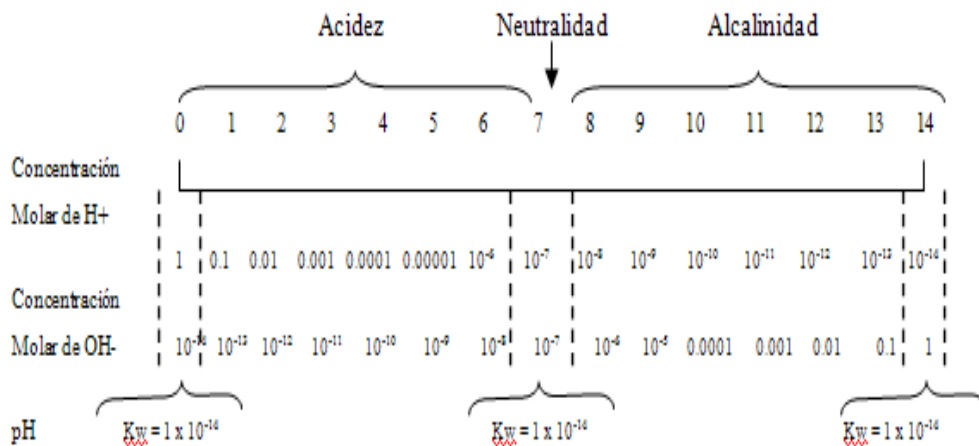 Acidez Neutralidad Alcalinidad
0 1 2 3 4 5 6 7 8 9 10 11 12 13 14
Concentración
Molar de H+
1 0.1 0.01 0.001 0.0001 0.00001 10⁻⁶ 10⁻⁷ 10⁻⁸ 10⁻⁹ 10⁻¹⁰ 10⁻¹¹ 10⁻¹² 10⁻¹³ 10⁻¹⁴
Concentración
Molar de OH-
10⁻¹⁴ 10⁻¹³ 10⁻¹² 10⁻¹¹ 10⁻¹⁰ 10⁻⁹ 10⁻⁸ 10⁻⁷ 10⁻⁶ 10⁻⁵ 0.0001 0.001 0.01 0.1 1
pH Kw = 1 x 10⁻¹⁴ Kw = 1 x 10⁻¹⁴ Kw = 1 x 10⁻¹⁴